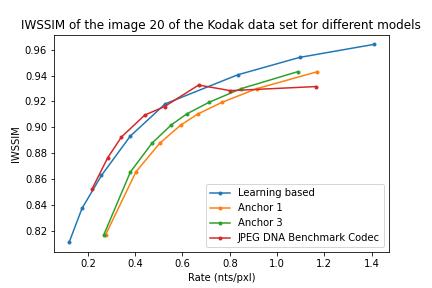 IWSSIM of the image 20 of the Kodak data set for different models
0.96
0.94
0.92
0.90
0.88
0.86
0.84
0.82
IWSSIM
0.2 0.4 0.6 0.8 1.0 1.2 1.4
Rate (nts/pxl)
Learning based
Anchor 1
Anchor 3
JPEG DNA Benchmark Codec